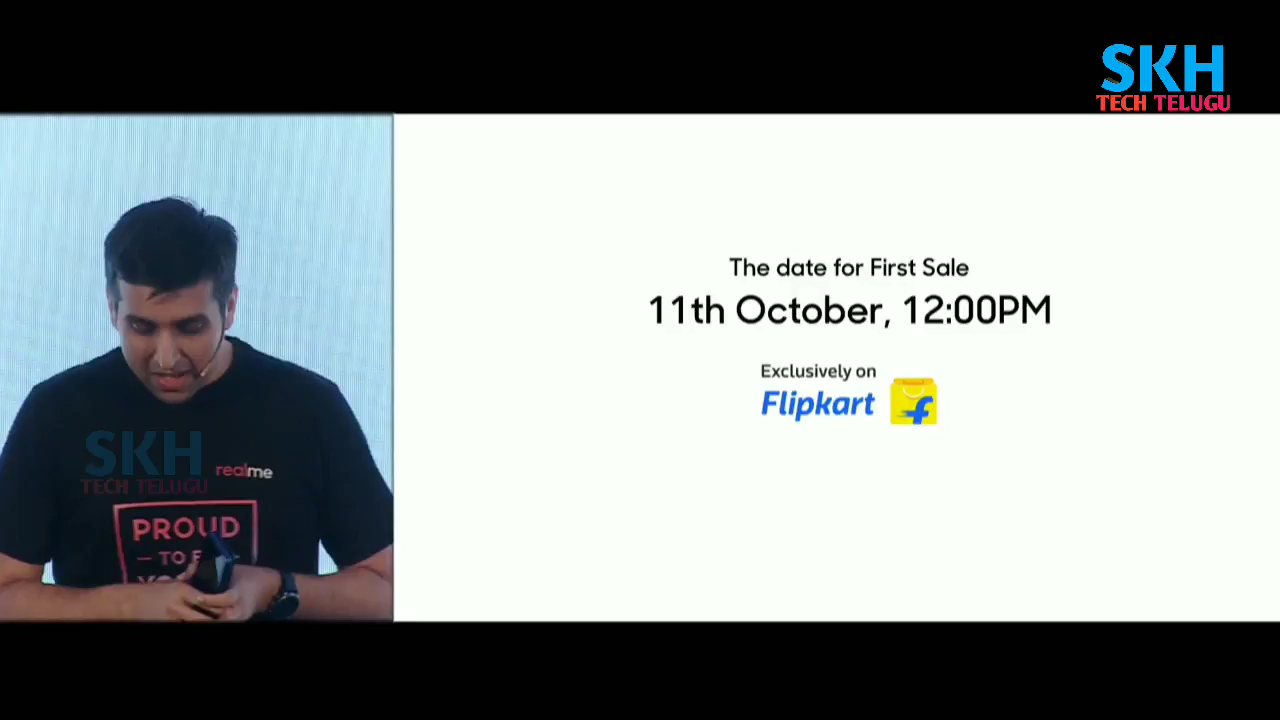 SKH
TECH TELUGU
The date for First Sale
11th October, 12:00PM
Exclusively on
Flipkart
SKH
TECH TELUGU
realme
PROUD
TO